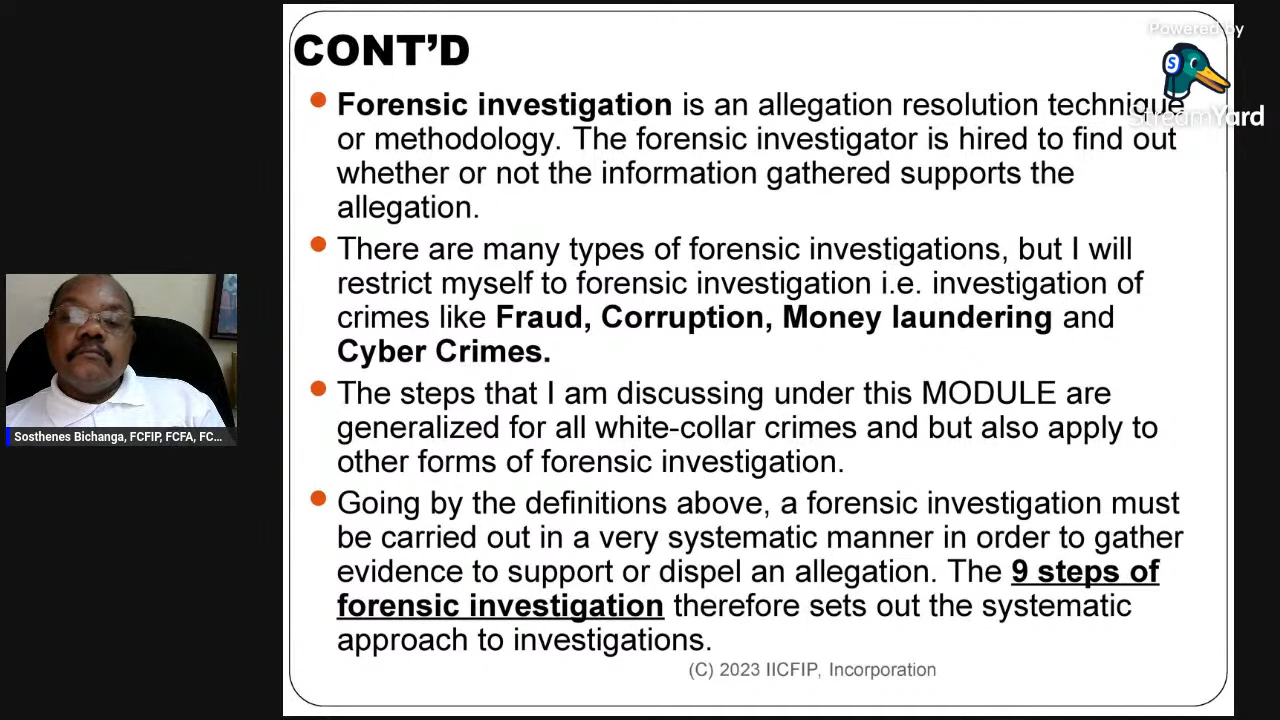 CONT’D
Powered by
S
StreamYard
Forensic investigation is an allegation resolution technique
or methodology. The forensic investigator is hired to find out
whether or not the information gathered supports the
allegation.
There are many types of forensic investigations, but I will
restrict myself to forensic investigation i.e. investigation of
crimes like Fraud, Corruption, Money laundering and
Cyber Crimes.
The steps that I am discussing under this MODULE are
generalized for all white-collar crimes and but also apply to
other forms of forensic investigation.
Going by the definitions above, a forensic investigation must
be carried out in a very systematic manner in order to gather
evidence to support or dispel an allegation. The 9 steps of
forensic investigation therefore sets out the systematic
approach to investigations.
(C) 2023 IICFIP, Incorporation
Sosthenes Bichanga, FCFIP, FCFA, FC...